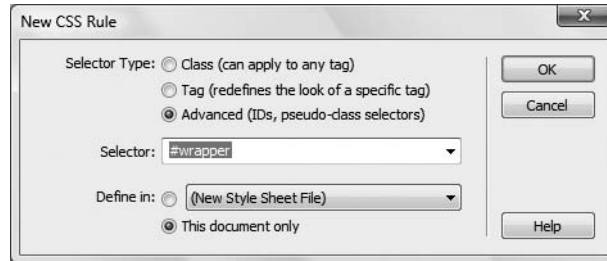 New CSS Rule
x
Selector Type: Class (can apply to any tag)
Tag (redefines the look of a specific tag)
Advanced (IDs, pseudo-class selectors)
Selector: #wrapper
Define in: (New Style Sheet File)
This document only
OK
Cancel
Help